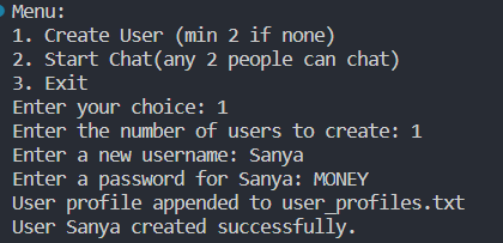 Menu:
1. Create User (min 2 if none)
2. Start Chat(any 2 people can chat)
3. Exit
Enter your choice: 1
Enter the number of users to create: 1
Enter a new username: Sanya
Enter a password for Sanya: MONEY
User profile appended to user_profiles.txt
User Sanya created successfully.